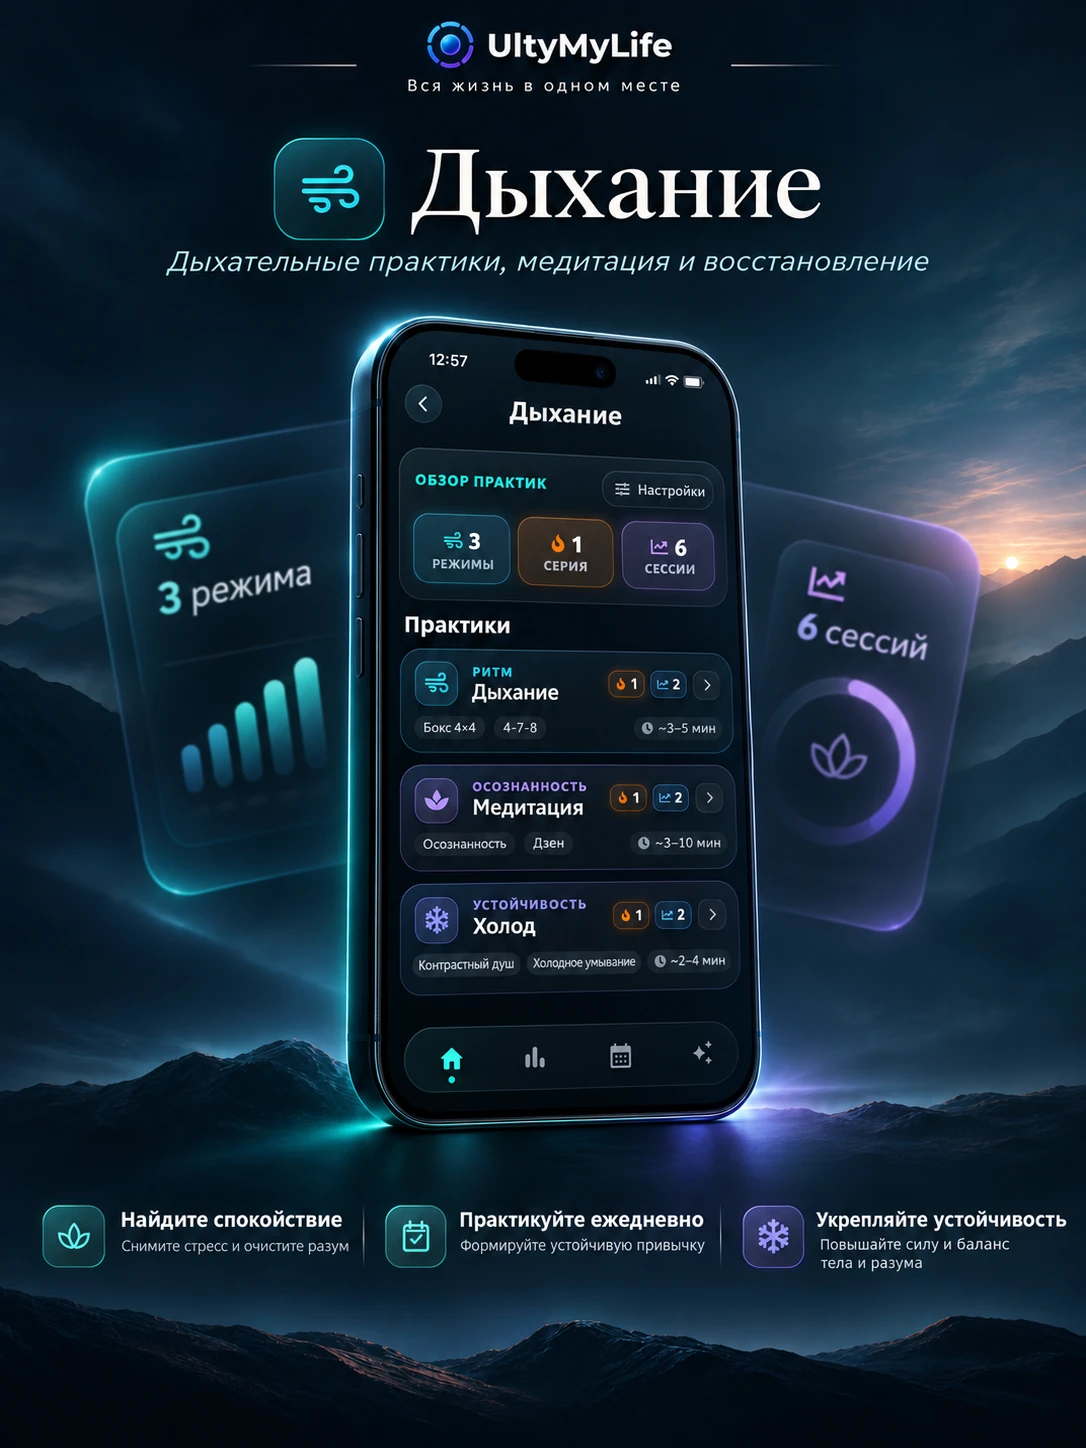 UltyMyLife
Вся жизнь в одном месте
Дыхание
Дыхательные практики, медитация и восстановление
12:57
Дыхание
ОБЗОР ПРАКТИК
Настройки
3
РЕЖИМЫ
1
СЕРИЯ
6
СЕССИИ
3 режима
6 сессий
Практики
РИТМ
Дыхание
1
2
Бокс 4×4
4-7-8
~3–5 мин
ОСОЗНАННОСТЬ
Медитация
1
2
Осознанность
Дзен
~3–10 мин
УСТОЙЧИВОСТЬ
Холод
1
2
Контрастный душ
Холодное умывание
~2–4 мин
Найдите спокойствие
Снимите стресс и очистите разум
Практикуйте ежедневно
Формируйте устойчивую привычку
Укрепляйте устойчивость
Повышайте силу и баланс
тела и разума